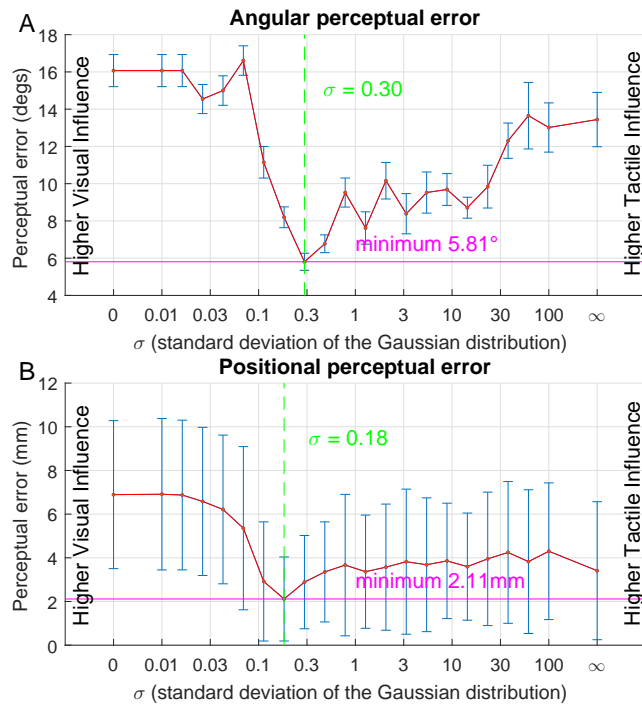 A
Angular perceptual error
18
16
14
12
10
8
6
4
Perceptual error (degs)
Higher Visual Influence
σ = 0.30
minimum 5.81°
Higher Tactile Influence
0 0.01 0.03 0.1 0.3 1 3 10 30 100 ∞
σ (standard deviation of the Gaussian distribution)
B
Positional perceptual error
12
10
8
6
4
2
0
Perceptual error (mm)
Higher Visual Influence
σ = 0.18
minimum 2.11mm
Higher Tactile Influence
0 0.01 0.03 0.1 0.3 1 3 10 30 100 ∞
σ (standard deviation of the Gaussian distribution)